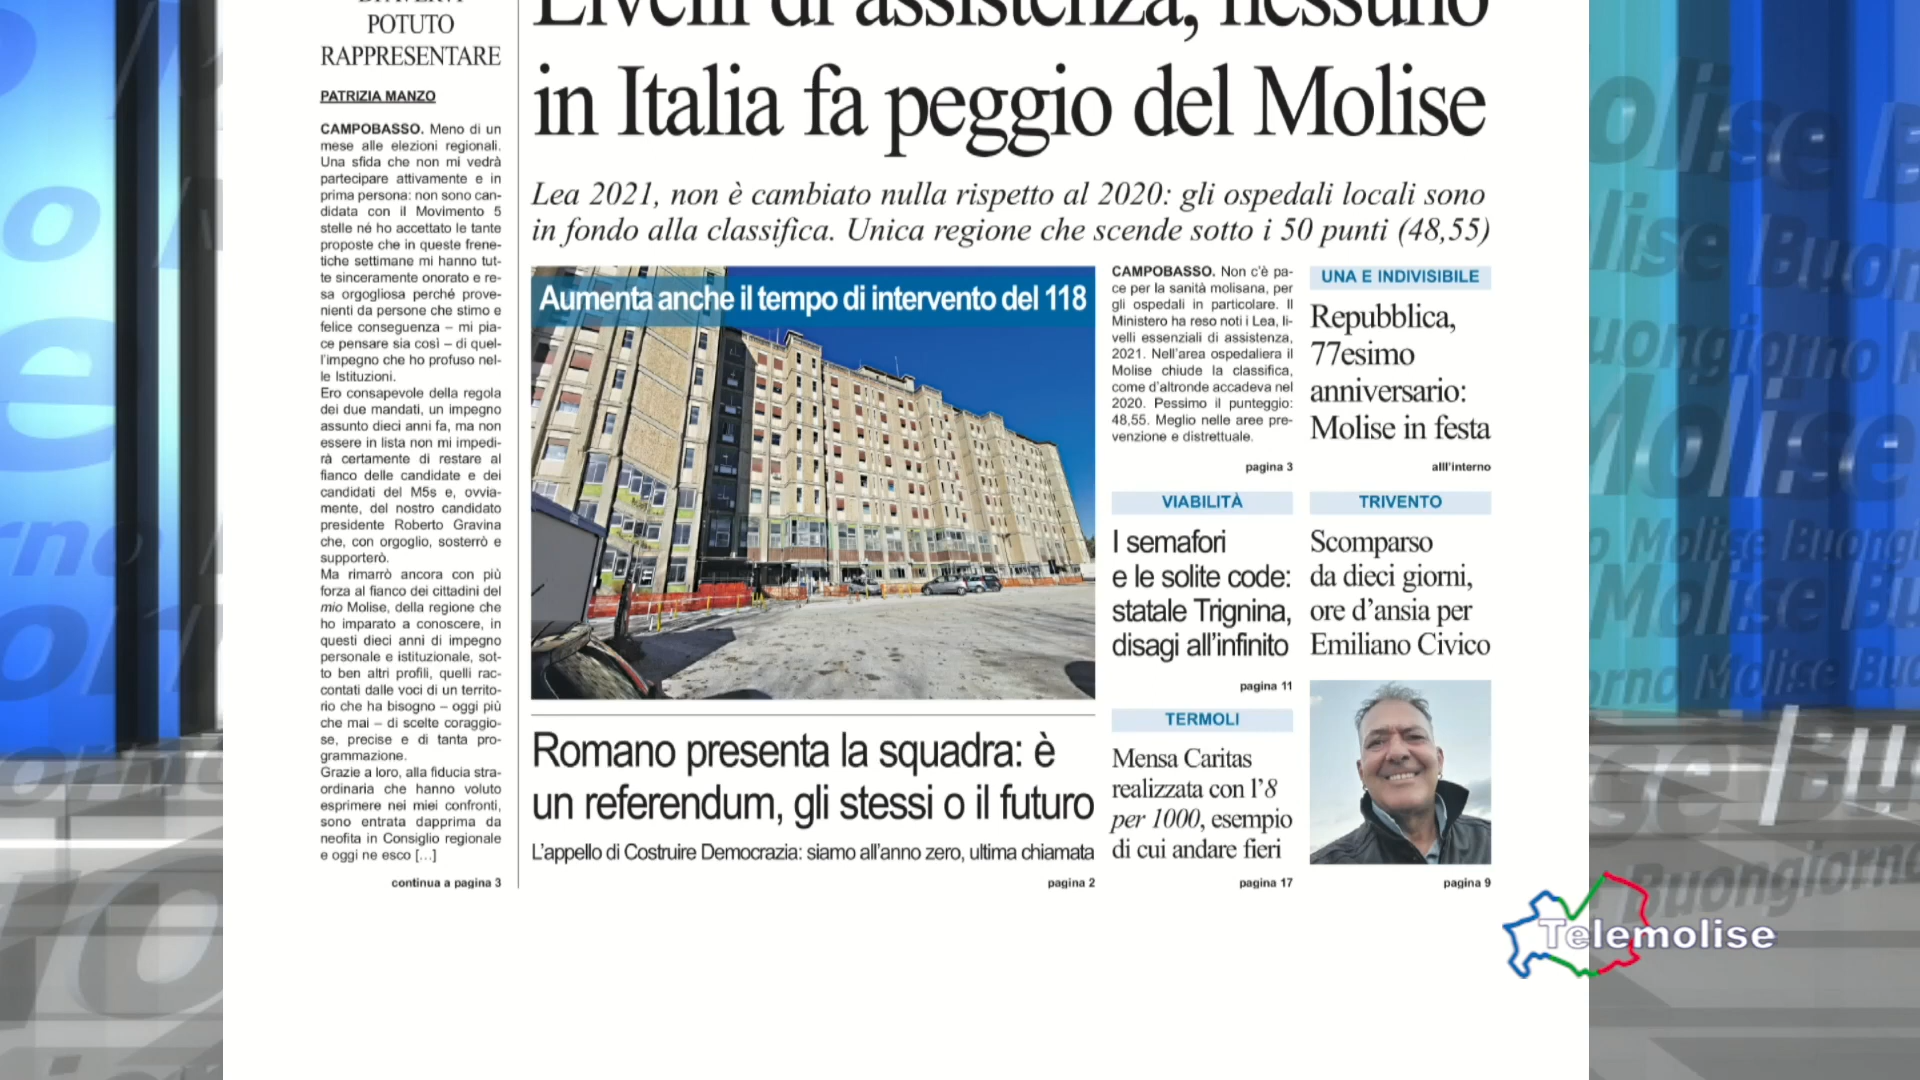 POTUTO
RAPPRESENTARE
PATRIZIA MANZO
CAMPOBASSO. Meno di un
mese alle elezioni regionali.
Una sfida che non mi vedrà
partecipare attivamente e in
prima persona: non sono can-
didata con il Movimento 5
stelle né ho accettato le tante
proposte che in queste frene-
tiche settimane mi hanno tut-
te sinceramente onorato e re-
sa orgogliosa perché prove-
nienti da persone che stimo e
felice conseguenza – mi pia-
ce pensare sia così – di quel-
l'impegno che ho profuso nel-
le Istituzioni.
Ero consapevole della regola
dei due mandati, un impegno
assunto dieci anni fa, ma non
essere in lista non mi impedi-
rà certamente di restare al
fianco delle candidate e dei
candidati del M5s e, ovvia-
mente, del nostro candidato
presidente Roberto Gravina
che, con orgoglio, sosterrò e
supporterò.
Ma rimarrò ancora con più
forza al fianco dei cittadini del
mio Molise, della regione che
ho imparato a conoscere, in
questi dieci anni di impegno
personale e istituzionale, sot-
to ben altri profili, quelli rac-
contati dalle voci di un territo-
rio che ha bisogno – oggi più
che mai – di scelte coraggio-
se, precise e di tanta pro-
grammazione.
Grazie a loro, alla fiducia stra-
ordinaria che hanno voluto
esprimere nei miei confronti,
sono entrata dapprima da
neofita in Consiglio regionale
e oggi ne esco [...]
continua a pagina 3
Livelli di assistenza, nessuno
in Italia fa peggio del Molise
Lea 2021, non è cambiato nulla rispetto al 2020: gli ospedali locali sono
in fondo alla classifica. Unica regione che scende sotto i 50 punti (48,55)
Aumenta anche il tempo di intervento del 118
CAMPOBASSO. Non c'è pa-
ce per la sanità molisana, per
gli ospedali in particolare. Il
Ministero ha reso noti i Lea, li-
velli essenziali di assistenza,
2021. Nell'area ospedaliera il
Molise chiude la classifica,
come d'altronde accadeva nel
2020. Pessimo il punteggio:
48,55. Meglio nelle aree pre-
venzione e distrettuale.
pagina 3
UNA E INDIVISIBILE
Repubblica,
77esimo
anniversario:
Molise in festa
alll'interno
VIABILITÀ
I semafori
e le solite code:
statale Trignina,
disagi all'infinito
pagina 11
TRIVENTO
Scomparso
da dieci giorni,
ore d'ansia per
Emiliano Civico
pagina 9
TERMOLI
Mensa Caritas
realizzata con l'8
per 1000, esempio
di cui andare fieri
pagina 17
Romano presenta la squadra: è
un referendum, gli stessi o il futuro
L'appello di Costruire Democrazia: siamo all'anno zero, ultima chiamata
pagina 2
Telemolise